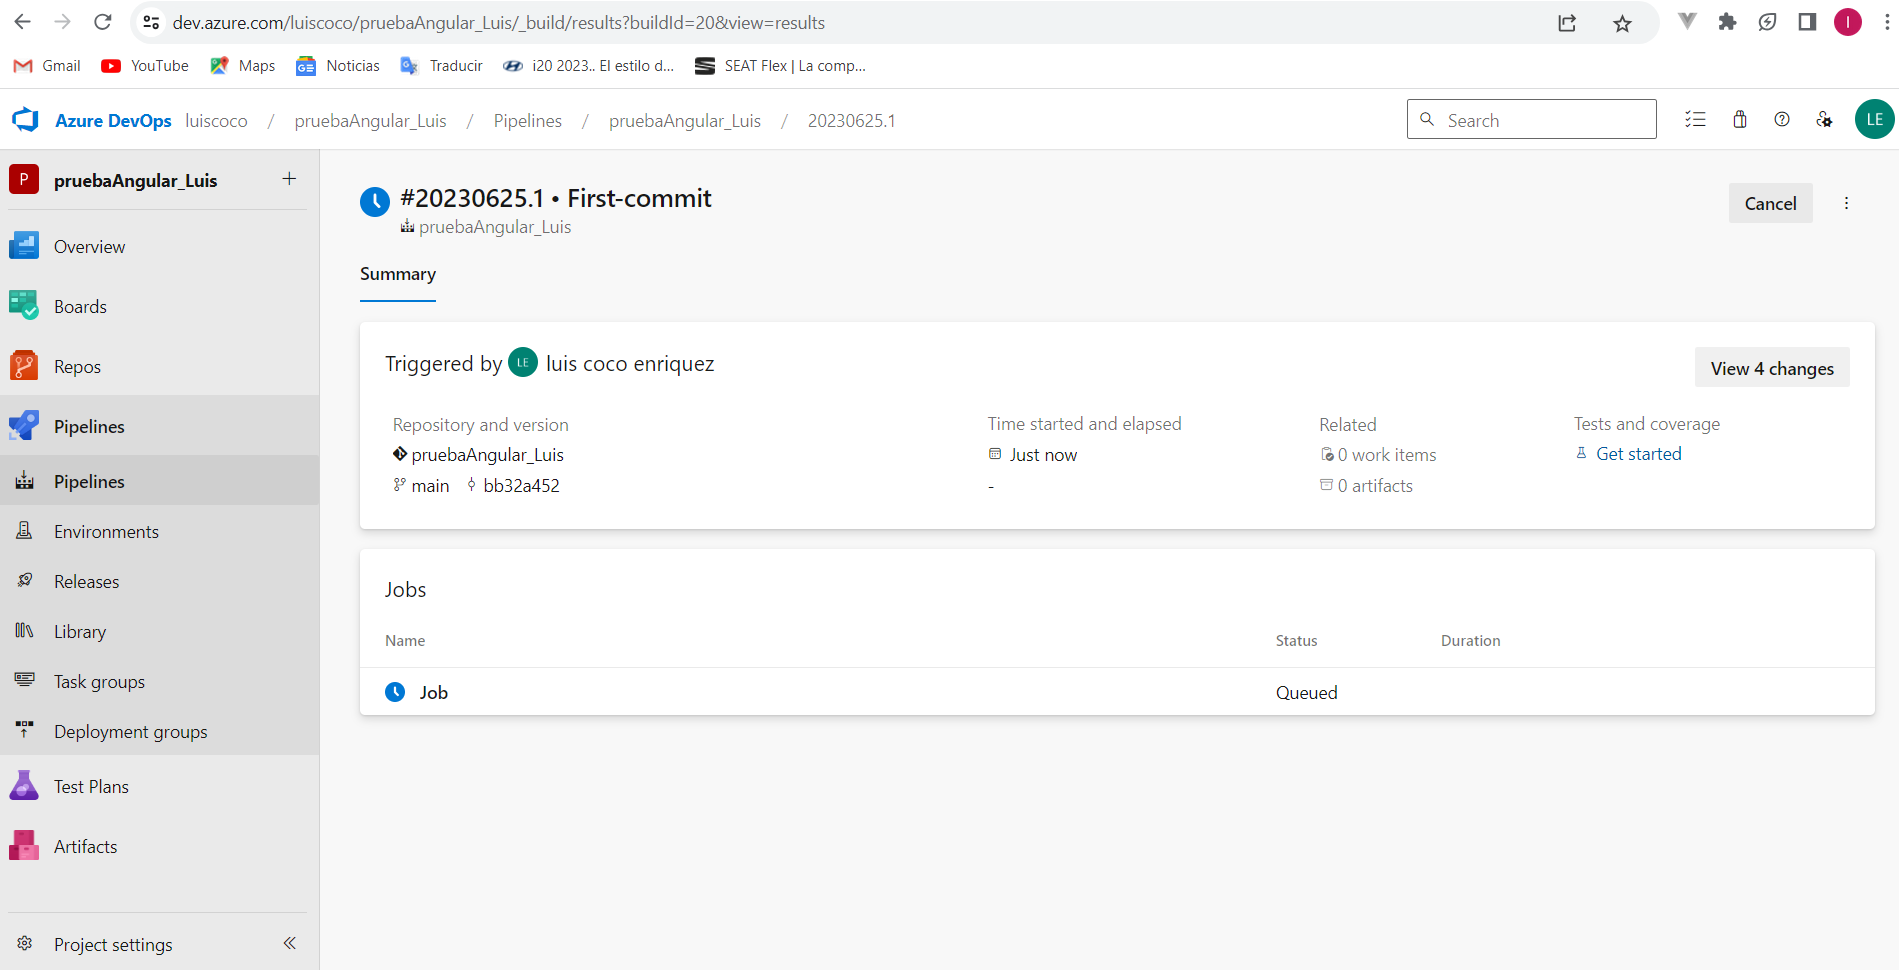 dev.azure.com/luiscoco/pruebaAngular_Luis/_build/results?buildId=20&view=results
I
Gmail YouTube Maps Noticias Traducir i20 2023.. El estilo d... SEAT Flex | La comp...
Azure DevOps luiscoco / pruebaAngular_Luis / Pipelines / pruebaAngular_Luis / 20230625.1
Search
LE
P pruebaAngular_Luis +
Overview
Boards
Repos
Pipelines
Pipelines
Environments
Releases
Library
Task groups
Deployment groups
Test Plans
Artifacts
Project settings
#20230625.1 • First-commit
pruebaAngular_Luis
Cancel
Summary
Triggered by LE luis coco enriquez
View 4 changes
Repository and version Time started and elapsed Related Tests and coverage
pruebaAngular_Luis Just now 0 work items Get started
main bb32a452 - 0 artifacts
Jobs
Name Status Duration
Job Queued